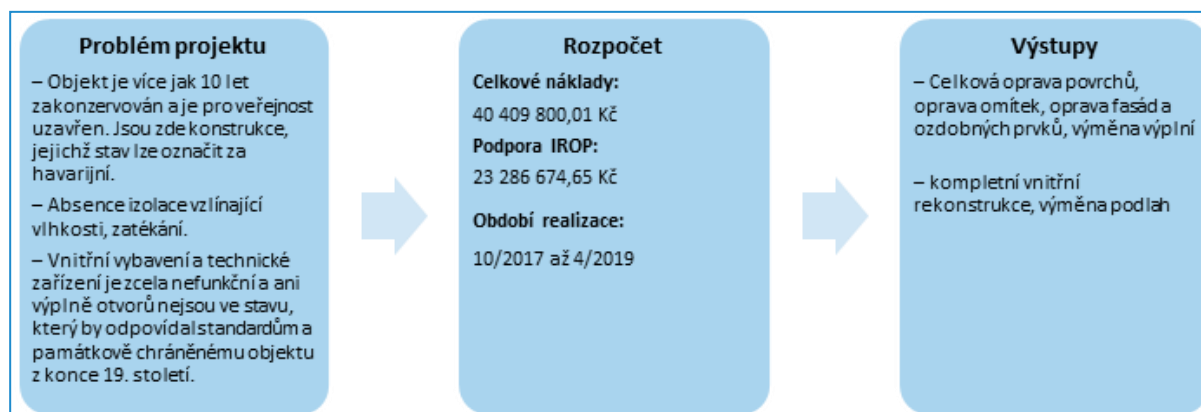 Problém projektu
– Objekt je více jak 10 let
zakonzervován a je pro veřejnost
uzavřen. Jsou zde konstrukce,
jejichž stav lze označit za
havarijní.
– Absence izolace vzlínající
vlhkosti, zatékání.
– Vnitřní vybavení a technické
zařízení je zcela nefunkční a ani
výplně otvorů nejsou ve stavu,
který by odpovídal standardům a
památkově chráněnému objektu
z konce 19. století.
Rozpočet
Celkové náklady:
40 409 800,01 Kč
Podpora IROP:
23 286 674,65 Kč
Období realizace:
10/2017 až 4/2019
Výstupy
– Celková oprava povrchů,
oprava omítek, oprava fasád a
ozdobných prvků, výměna výplní
– kompletní vnitřní
rekonstrukce, výměna podlah